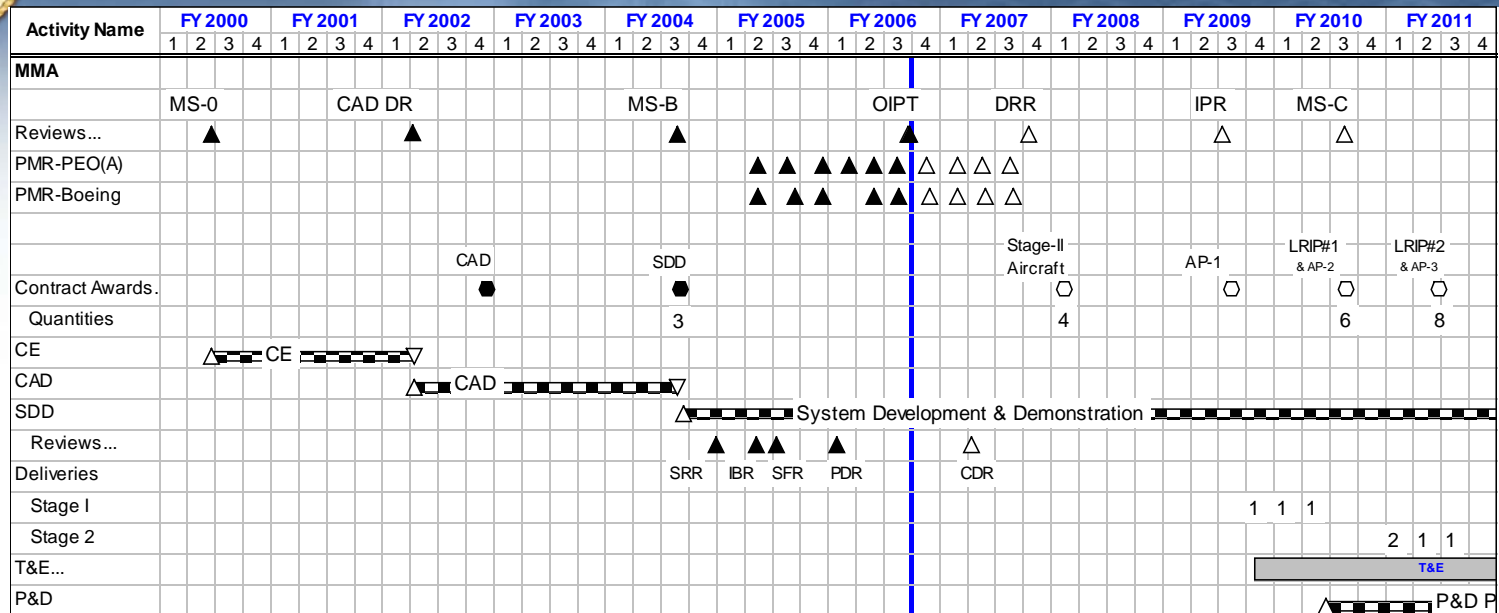 Activity Name FY 2000 FY 2001 FY 2002 FY 2003 FY 2004 FY 2005 FY 2006 FY 2007 FY 2008 FY 2009 FY 2010 FY 2011
1 2 3 4 1 2 3 4 1 2 3 4 1 2 3 4 1 2 3 4 1 2 3 4 1 2 3 4 1 2 3 4 1 2 3 4 1 2 3 4 1 2 3 4 1 2 3 4
MMA
MS-0 CAD DR MS-B OIPT DRR IPR MS-C
Reviews...
PMR-PEO(A)
PMR-Boeing
Stage-II LRIP#1 LRIP#2
CAD SDD Aircraft AP-1 & AP-2 & AP-3
Contract Awards.
Quantities 3 4 6 8
CE CE
CAD CAD
SDD System Development & Demonstration
Reviews...
Deliveries SRR IBR SFR PDR CDR
Stage I 1 1 1
Stage 2 2 1 1
T&E... T&E
P&D P&D P